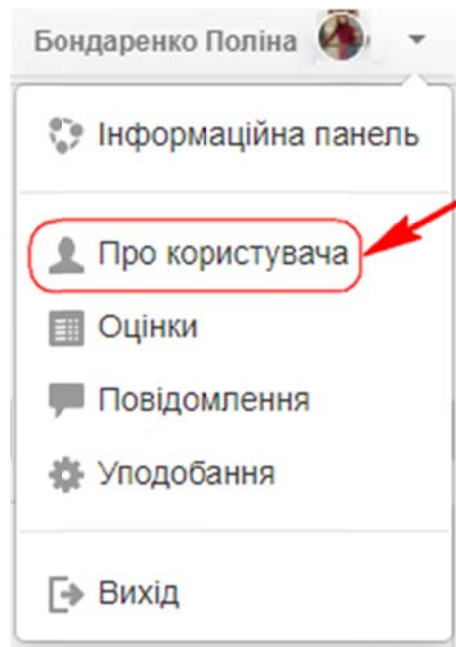 Бондаренко Поліна
Інформаційна панель
Про користувача
Оцінки
Повідомлення
Уподобання
Вихід